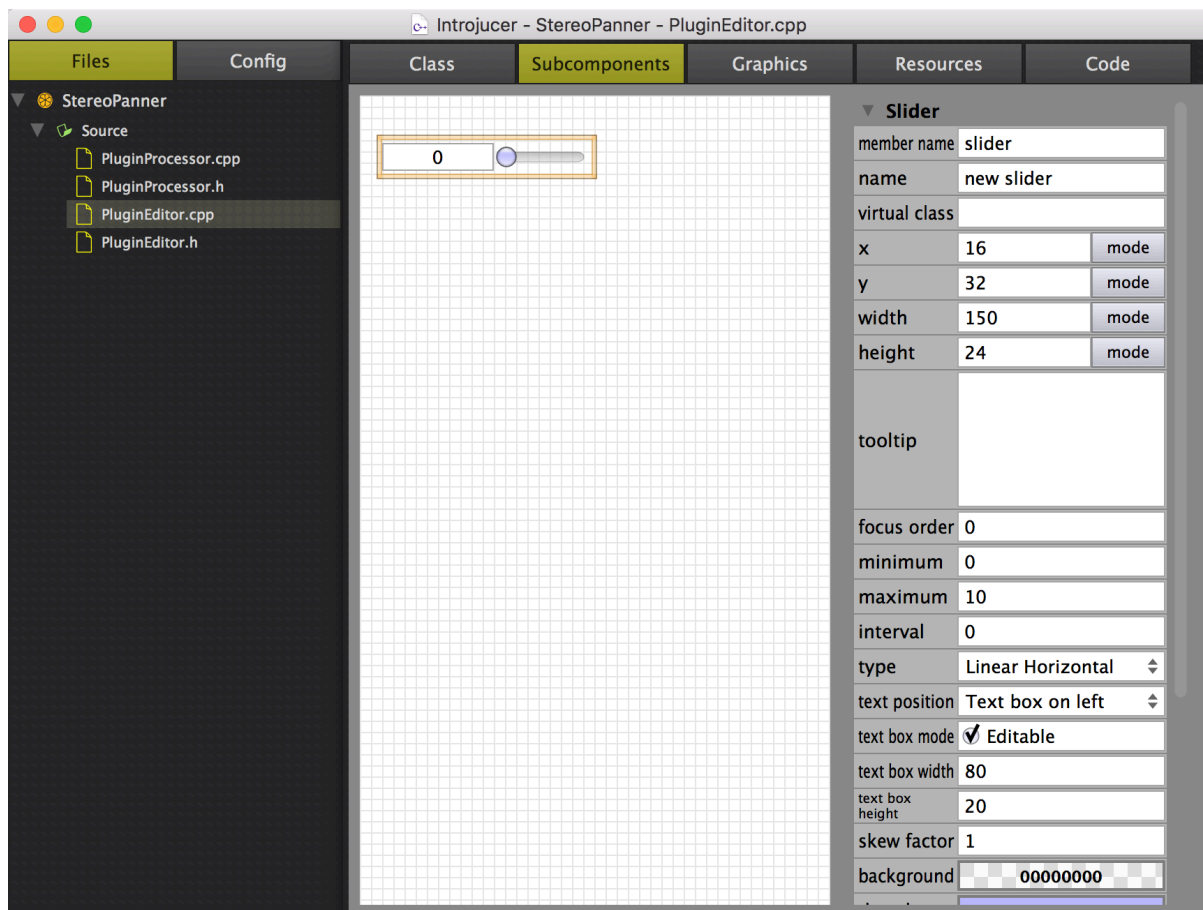 Introjucer - StereoPanner - PluginEditor.cpp
Files
Config
Class
Subcomponents
Graphics
Resources
Code
StereoPanner
Source
PluginProcessor.cpp
PluginProcessor.h
PluginEditor.cpp
PluginEditor.h
0
Slider
member name slider
name new slider
virtual class
x 16 mode
y 32 mode
width 150 mode
height 24 mode
tooltip
focus order 0
minimum 0
maximum 10
interval 0
type Linear Horizontal
text position Text box on left
text box mode Editable
text box width 80
text box
height 20
skew factor 1
background 00000000